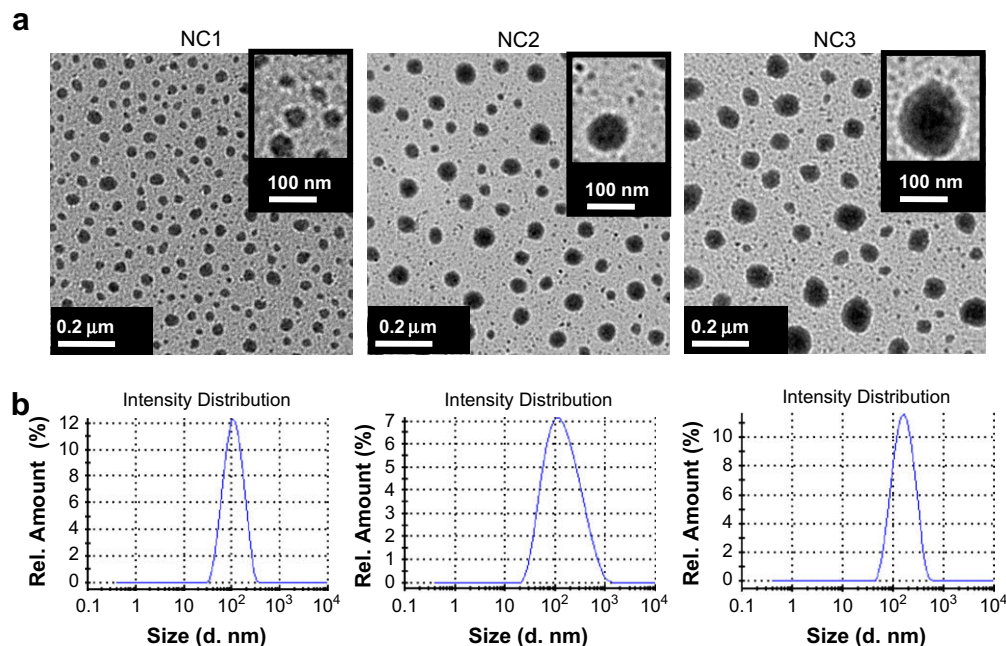 a
NC1
NC2
NC3
100 nm
100 nm
100 nm
0.2 µm
0.2 µm
0.2 µm
b
Intensity Distribution
Intensity Distribution
Intensity Distribution
Rel. Amount (%)
12
10
8
6
4
2
0
0.1 1 10 10² 10³ 10⁴
Size (d. nm)
Rel. Amount (%)
7
6
5
4
3
2
1
0
0.1 1 10 10² 10³ 10⁴
Size (d. nm)
Rel. Amount (%)
10
8
6
4
2
0
0.1 1 10 10² 10³ 10⁴
Size (d. nm)